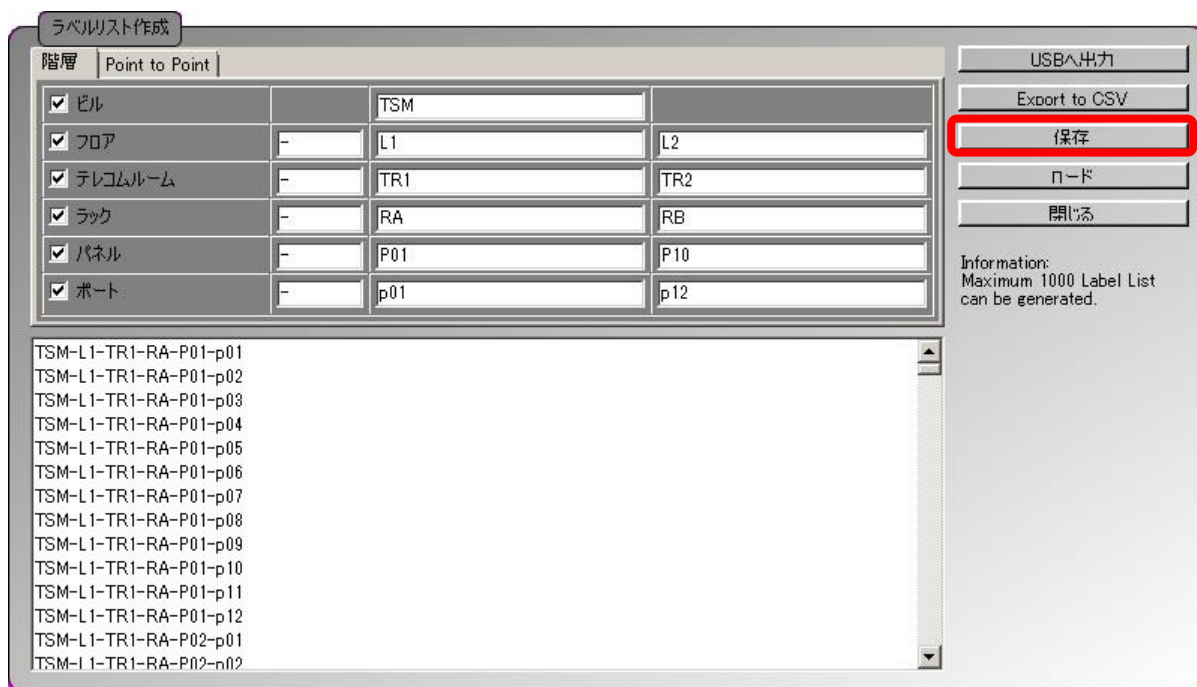 ラベルリスト作成
階層 Point to Point
ビル TSM
フロア - L1 L2
テレコムルーム - TR1 TR2
ラック - RA RB
パネル - P01 P10
ポート - p01 p12
TSM-L1-TR1-RA-P01-p01
TSM-L1-TR1-RA-P01-p02
TSM-L1-TR1-RA-P01-p03
TSM-L1-TR1-RA-P01-p04
TSM-L1-TR1-RA-P01-p05
TSM-L1-TR1-RA-P01-p06
TSM-L1-TR1-RA-P01-p07
TSM-L1-TR1-RA-P01-p08
TSM-L1-TR1-RA-P01-p09
TSM-L1-TR1-RA-P01-p10
TSM-L1-TR1-RA-P01-p11
TSM-L1-TR1-RA-P01-p12
TSM-L1-TR1-RA-P02-p01
TSM-L1-TR1-RA-P02-p02
USBへ出力
Export to CSV
保存
ロード
閉じる
Information:
Maximum 1000 Label List
can be generated.